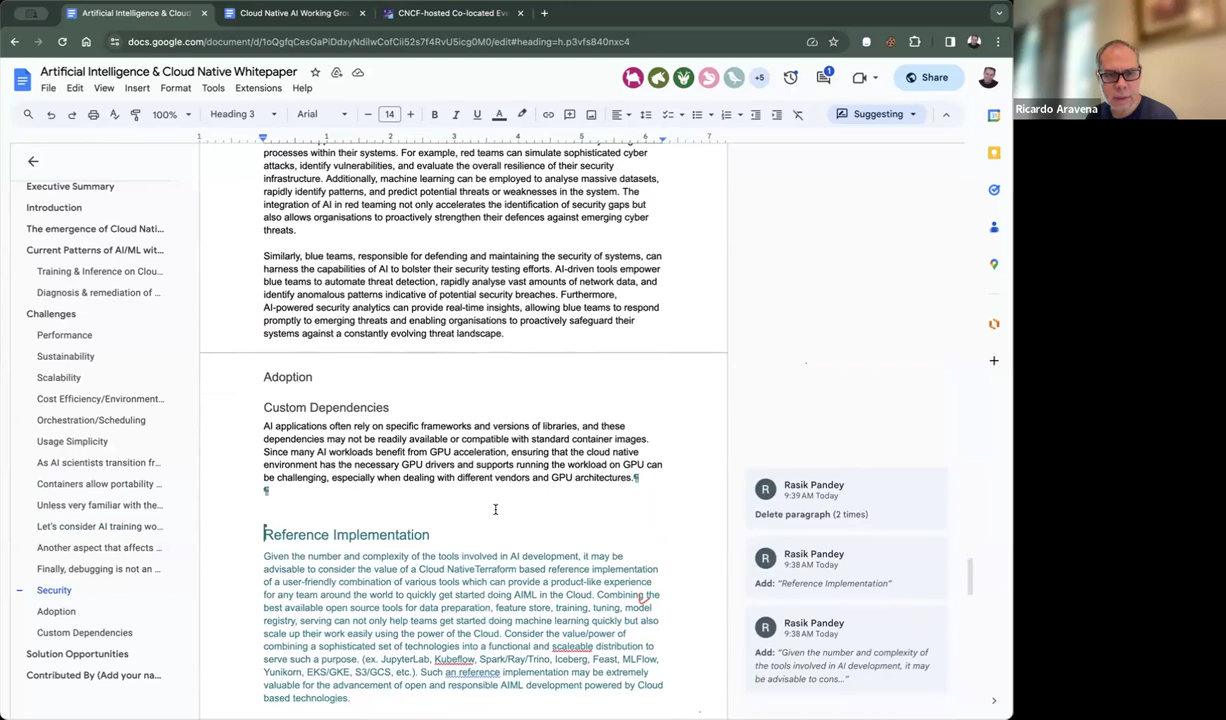 Artificial Intelligence & Cloud
Cloud Native AI Working Gro
CNCF-hosted Co-located Eve
docs.google.com/document/d/1oQgfqCesGaPiDdxyNdilwCofCii52s7f4RvU5icg0M0/edit#heading=h.p3vfs840nxc4
Artificial Intelligence & Cloud Native Whitepaper
File Edit View Insert Format Tools Extensions Help
+5
1
Share
100%
Heading 3
Arial
14
Suggesting
1 1 2 3 4 5 6 7
Executive Summary
Introduction
The emergence of Cloud Nati...
Current Patterns of AI/ML wit...
Training & Inference on Clou...
Diagnosis & remediation of ...
Challenges
Performance
Sustainability
Scalability
Cost Efficiency/Environment...
Orchestration/Scheduling
Usage Simplicity
As AI scientists transition fr...
Containers allow portability ...
Unless very familiar with the...
Let's consider AI training wo...
Another aspect that affects ...
Finally, debugging is not an ...
Security
Adoption
Custom Dependencies
Solution Opportunities
Contributed By (Add your na...
processes within their systems. For example, red teams can simulate sophisticated cyber
attacks, identify vulnerabilities, and evaluate the overall resilience of their security
infrastructure. Additionally, machine learning can be employed to analyse massive datasets,
rapidly identify patterns, and predict potential threats or weaknesses in the system. The
integration of AI in red teaming not only accelerates the identification of security gaps but
also allows organisations to proactively strengthen their defences against emerging cyber
threats.
Similarly, blue teams, responsible for defending and maintaining the security of systems, can
harness the capabilities of AI to bolster their security testing efforts. AI-driven tools empower
blue teams to automate threat detection, rapidly analyse vast amounts of network data, and
identify anomalous patterns indicative of potential security breaches. Furthermore,
AI-powered security analytics can provide real-time insights, allowing blue teams to respond
promptly to emerging threats and enabling organisations to proactively safeguard their
systems against a constantly evolving threat landscape.
Adoption
Custom Dependencies
AI applications often rely on specific frameworks and versions of libraries, and these
dependencies may not be readily available or compatible with standard container images.
Since many AI workloads benefit from GPU acceleration, ensuring that the cloud native
environment has the necessary GPU drivers and supports running the workload on GPU can
be challenging, especially when dealing with different vendors and GPU architectures.¶
¶
Reference Implementation
Given the number and complexity of the tools involved in AI development, it may be
advisable to consider the value of a Cloud NativeTerraform based reference implementation
of a user-friendly combination of various tools which can provide a product-like experience
for any team around the world to quickly get started doing AIML in the Cloud. Combining the
best available open source tools for data preparation, feature store, training, tuning, model
registry, serving can not only help teams get started doing machine learning quickly but also
scale up their work easily using the power of the Cloud. Consider the value/power of
combining a sophisticated set of technologies into a functional and scaleable distribution to
serve such a purpose. (ex. JupyterLab, Kubeflow, Spark/Ray/Trino, Iceberg, Feast, MLFlow,
Yunikorn, EKS/GKE, S3/GCS, etc.). Such an reference implementation may be extremely
valuable for the advancement of open and responsible AIML development powered by Cloud
based technologies.
R
Rasik Pandey
9:39 AM Today
Delete paragraph (2 times)
R
Rasik Pandey
9:38 AM Today
Add: "Reference Implementation"
R
Rasik Pandey
9:38 AM Today
Add: "Given the number and complexity of
the tools involved in AI development, it may
be advisable to cons..."
Ricardo Aravena